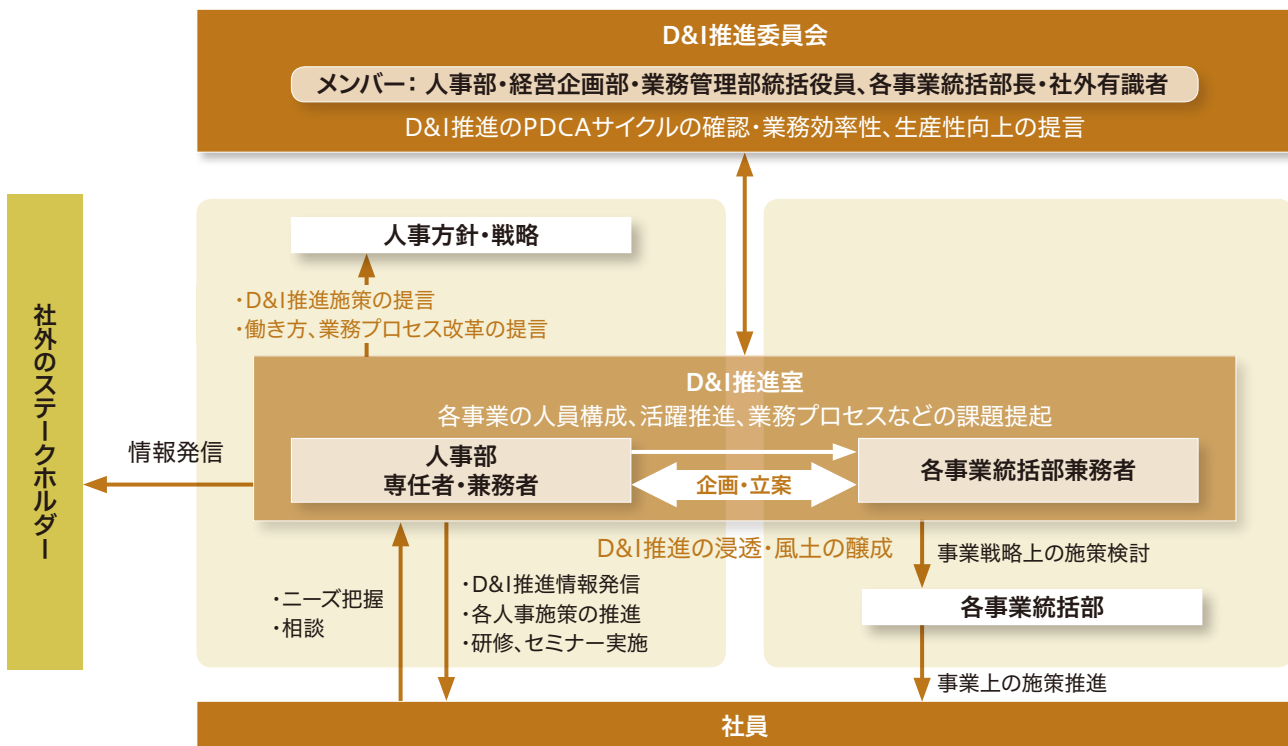 D&I推進委員会
メンバー：人事部・経営企画部・業務管理部統括役員、各事業統括部長・社外有識者
D&I推進のPDCAサイクルの確認・業務効率性、生産性向上の提言
社外のステークホルダー
人事方針・戦略
・D&I推進施策の提言
・働き方、業務プロセス改革の提言
D&I推進室
各事業の人員構成、活躍推進、業務プロセスなどの課題提起
情報発信
人事部
専任者・兼務者
企画・立案
各事業統括部兼務者
D&I推進の浸透・風土の醸成
事業戦略上の施策検討
・ニーズ把握
・相談
・D&I推進情報発信
・各人事施策の推進
・研修、セミナー実施
各事業統括部
事業上の施策推進
社員